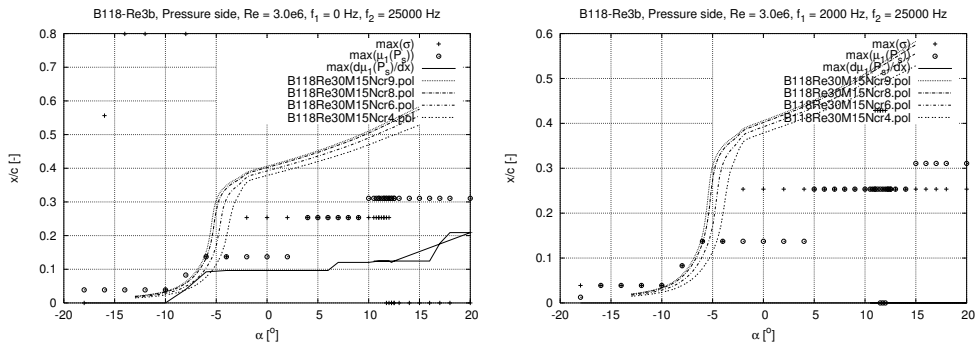 B118-Re3b, Pressure side, Re = 3.0e6, f₁ = 0 Hz, f₂ = 25000 Hz
0.8
0.7
0.6
0.5
0.4
0.3
0.2
0.1
0
x/c [-]
max(σ)
max(μ₁(Pₛ))
max(dμ₁(Pₛ)/dx)
B118Re30M15Ncr9.pol
B118Re30M15Ncr8.pol
B118Re30M15Ncr6.pol
B118Re30M15Ncr4.pol
-20 -15 -10 -5 0 5 10 15 20
α [°]
B118-Re3b, Pressure side, Re = 3.0e6, f₁ = 2000 Hz, f₂ = 25000 Hz
0.6
0.5
0.4
0.3
0.2
0.1
0
x/c [-]
max(σ)
max(μ₁(Pₛ))
max(dμ₁(Pₛ)/dx)
B118Re30M15Ncr9.pol
B118Re30M15Ncr8.pol
B118Re30M15Ncr6.pol
B118Re30M15Ncr4.pol
-20 -15 -10 -5 0 5 10 15 20
α [°]